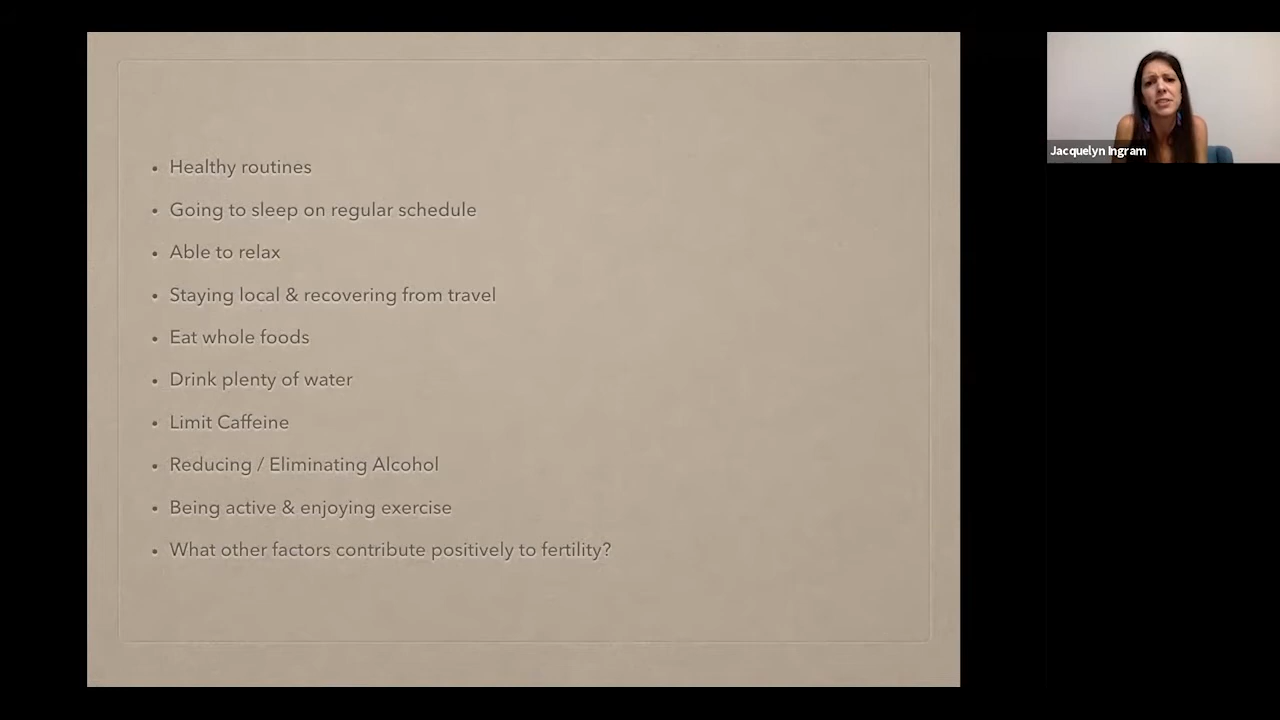 • Healthy routines
• Going to sleep on regular schedule
• Able to relax
• Staying local & recovering from travel
• Eat whole foods
• Drink plenty of water
• Limit Caffeine
• Reducing / Eliminating Alcohol
• Being active & enjoying exercise
• What other factors contribute positively to fertility?
Jacquelyn Ingram